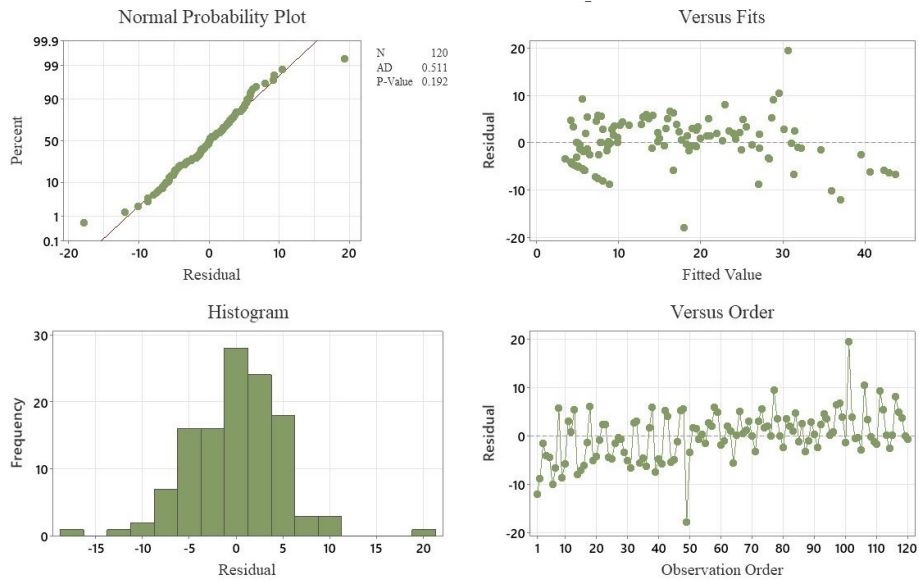 Normal Probability Plot
99.9
99
90
50
10
1
0.1
Percent
-20 -10 0 10 20
Residual
N 120
AD 0.511
P-Value 0.192
Versus Fits
20
10
0
-10
-20
Residual
0 10 20 30 40
Fitted Value
Histogram
30
20
10
0
Frequency
-15 -10 -5 0 5 10 15 20
Residual
Versus Order
20
10
0
-10
-20
Residual
1 10 20 30 40 50 60 70 80 90 100 110 120
Observation Order